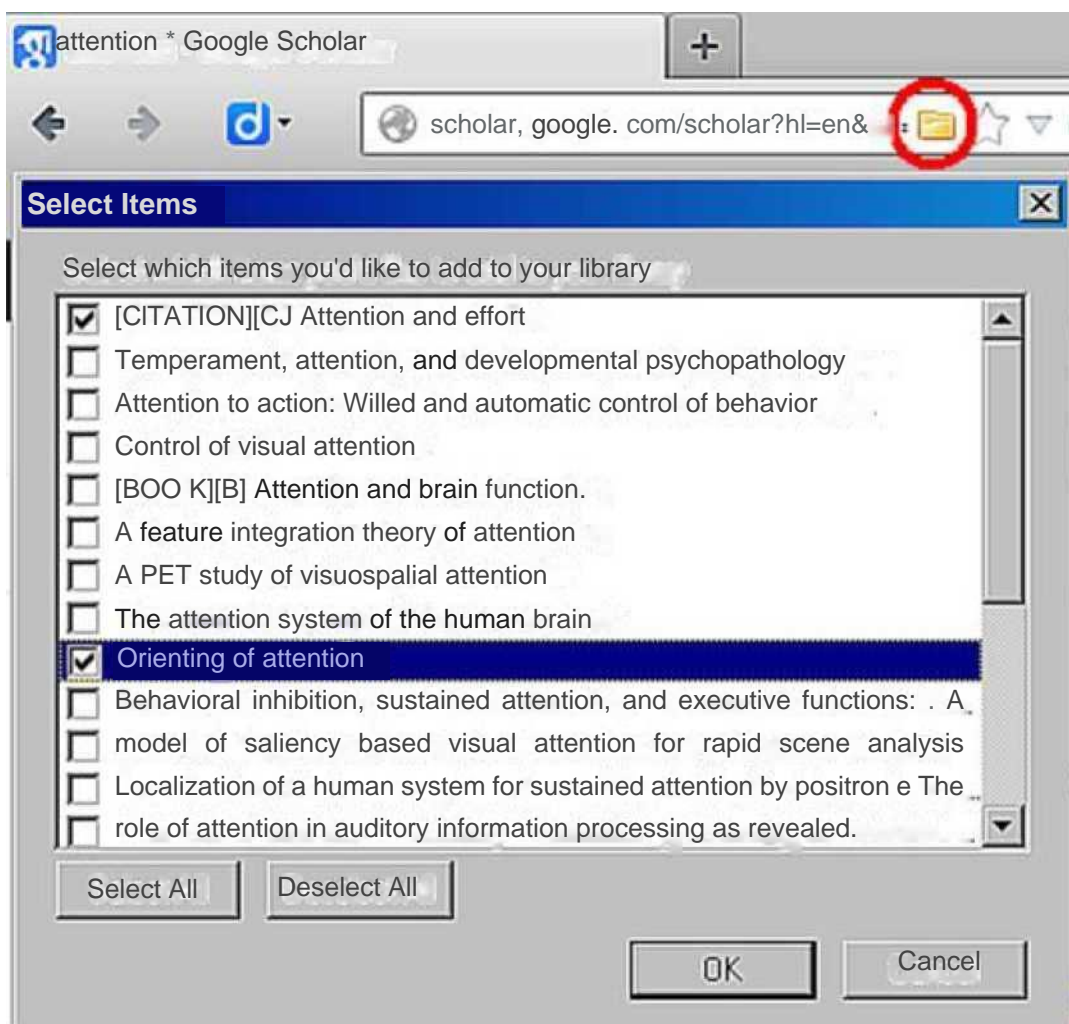 attention * Google Scholar
scholar, google. com/scholar?hl=en&
Select Items
Select which items you'd like to add to your library
[CITATION][CJ Attention and effort
Temperament, attention, and developmental psychopathology
Attention to action: Willed and automatic control of behavior
Control of visual attention
[BOO K][B] Attention and brain function.
A feature integration theory of attention
A PET study of visuospalial attention
The attention system of the human brain
Orienting of attention
Behavioral inhibition, sustained attention, and executive functions: . A
model of saliency based visual attention for rapid scene analysis
Localization of a human system for sustained attention by positron e The
role of attention in auditory information processing as revealed.
Select All Deselect All
OK Cancel